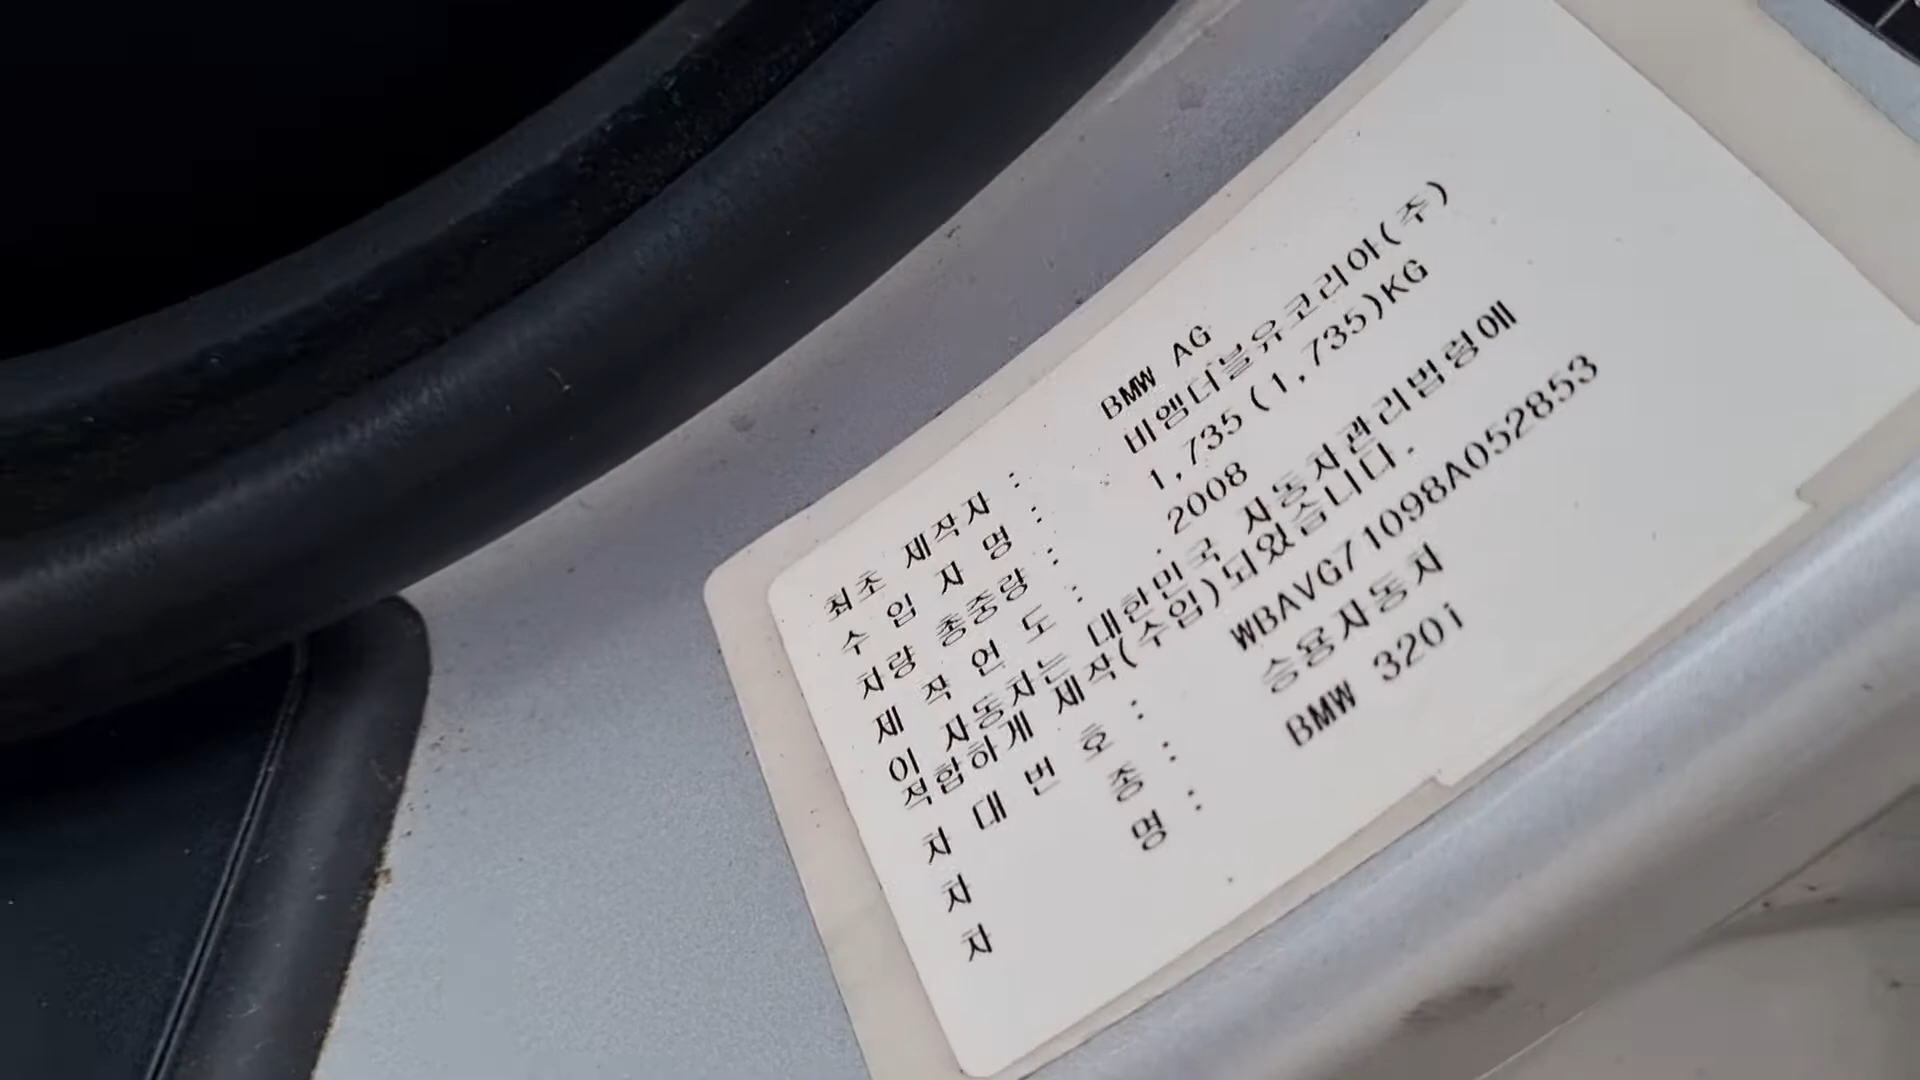 최초 제작자 : BMW AG
수 입 자 명 : 비엠더블유코리아(주)
차량 총중량 : 1,735(1,735)KG
제 작 연 도 : 2008
이 자동차는 대한민국 자동차관리법령에
적합하게 제작(수입)되었습니다.
차 대 번 호 : WBAVG71098A052853
차 종 : 승용자동차
차 명 : BMW 320i